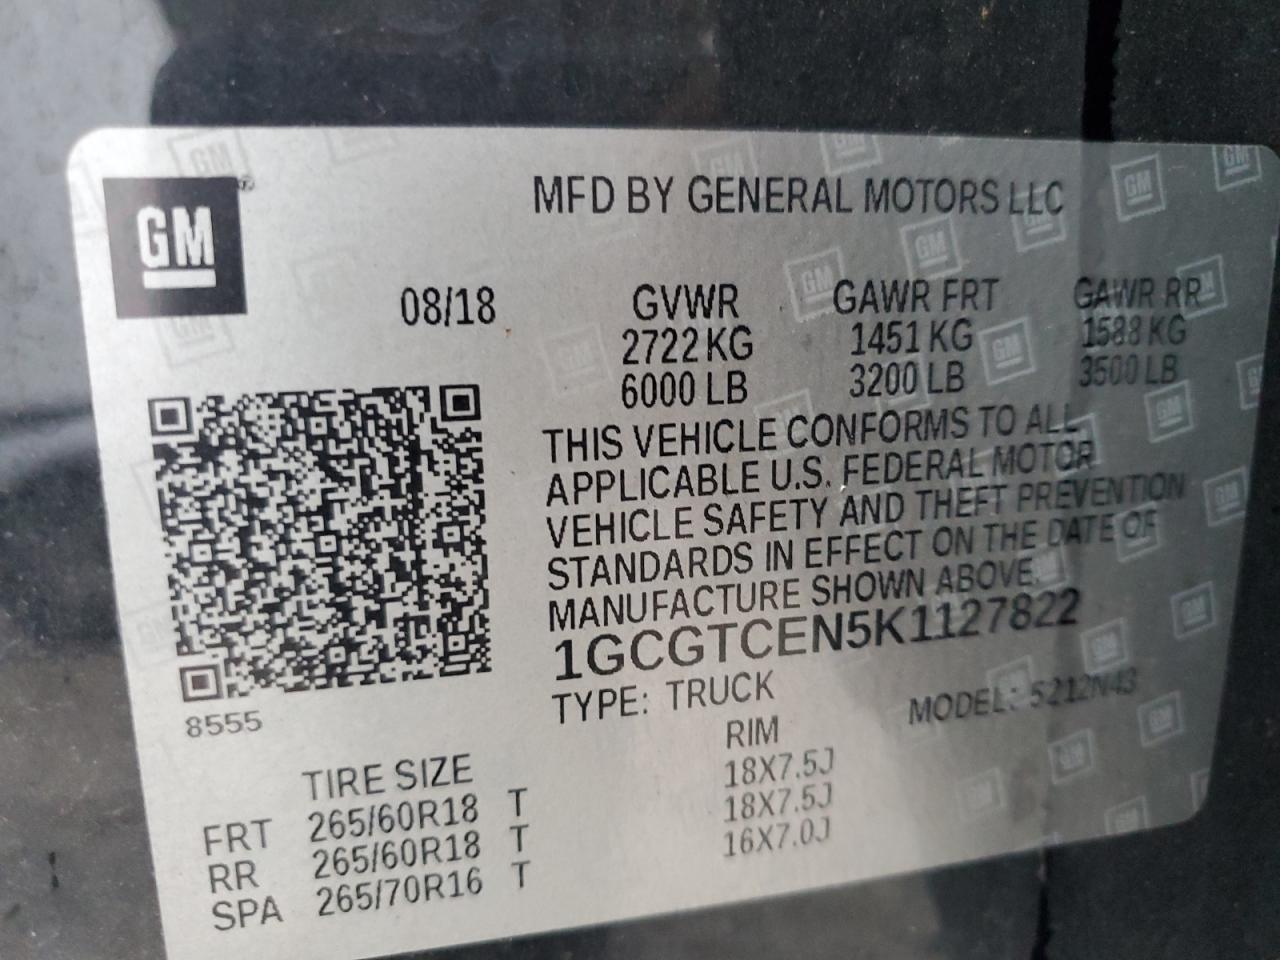 GM
MFD BY GENERAL MOTORS LLC
08/18 GVWR GAWR FRT GAWR RR
2722 KG 1451 KG 1588 KG
6000 LB 3200 LB 3500 LB
THIS VEHICLE CONFORMS TO ALL
APPLICABLE U.S. FEDERAL MOTOR
VEHICLE SAFETY AND THEFT PREVENTION
STANDARDS IN EFFECT ON THE DATE OF
MANUFACTURE SHOWN ABOVE.
1GCGTCEN5K1127822
TYPE: TRUCK MODEL: 5212N43
8555
TIRE SIZE RIM
FRT 265/60R18 T 18X7.5J
RR 265/60R18 T 18X7.5J
SPA 265/70R16 T 16X7.0J